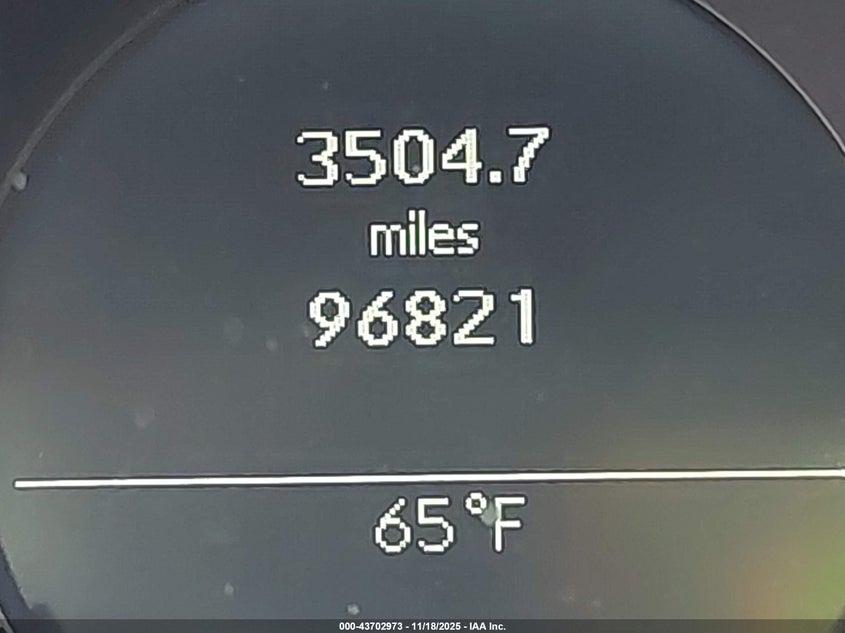 3504.7
miles
96821
65°F
000-43702973 - 11/18/2025 - IAA Inc.